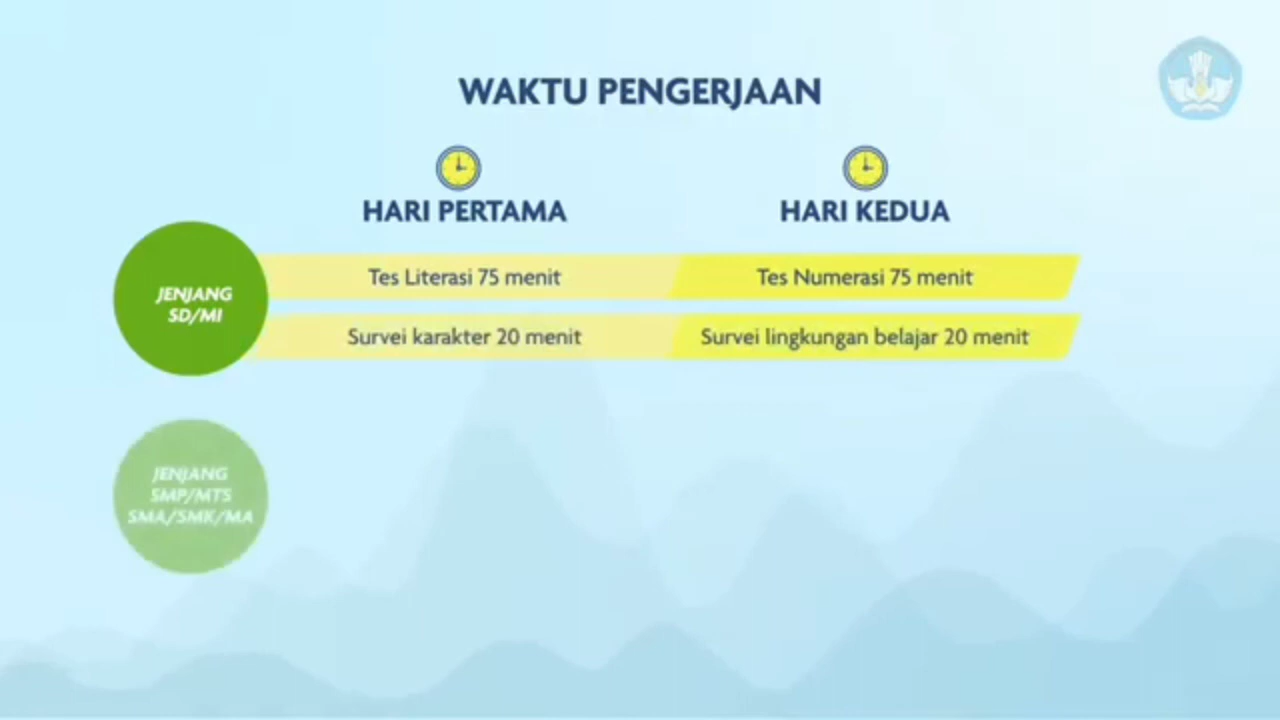 WAKTU PENGERJAAN
HARI PERTAMA
HARI KEDUA
JENJANG
SD/MI
Tes Literasi 75 menit
Tes Numerasi 75 menit
Survei karakter 20 menit
Survei lingkungan belajar 20 menit
JENJANG
SMP/MTS
SMA/SMK/MA